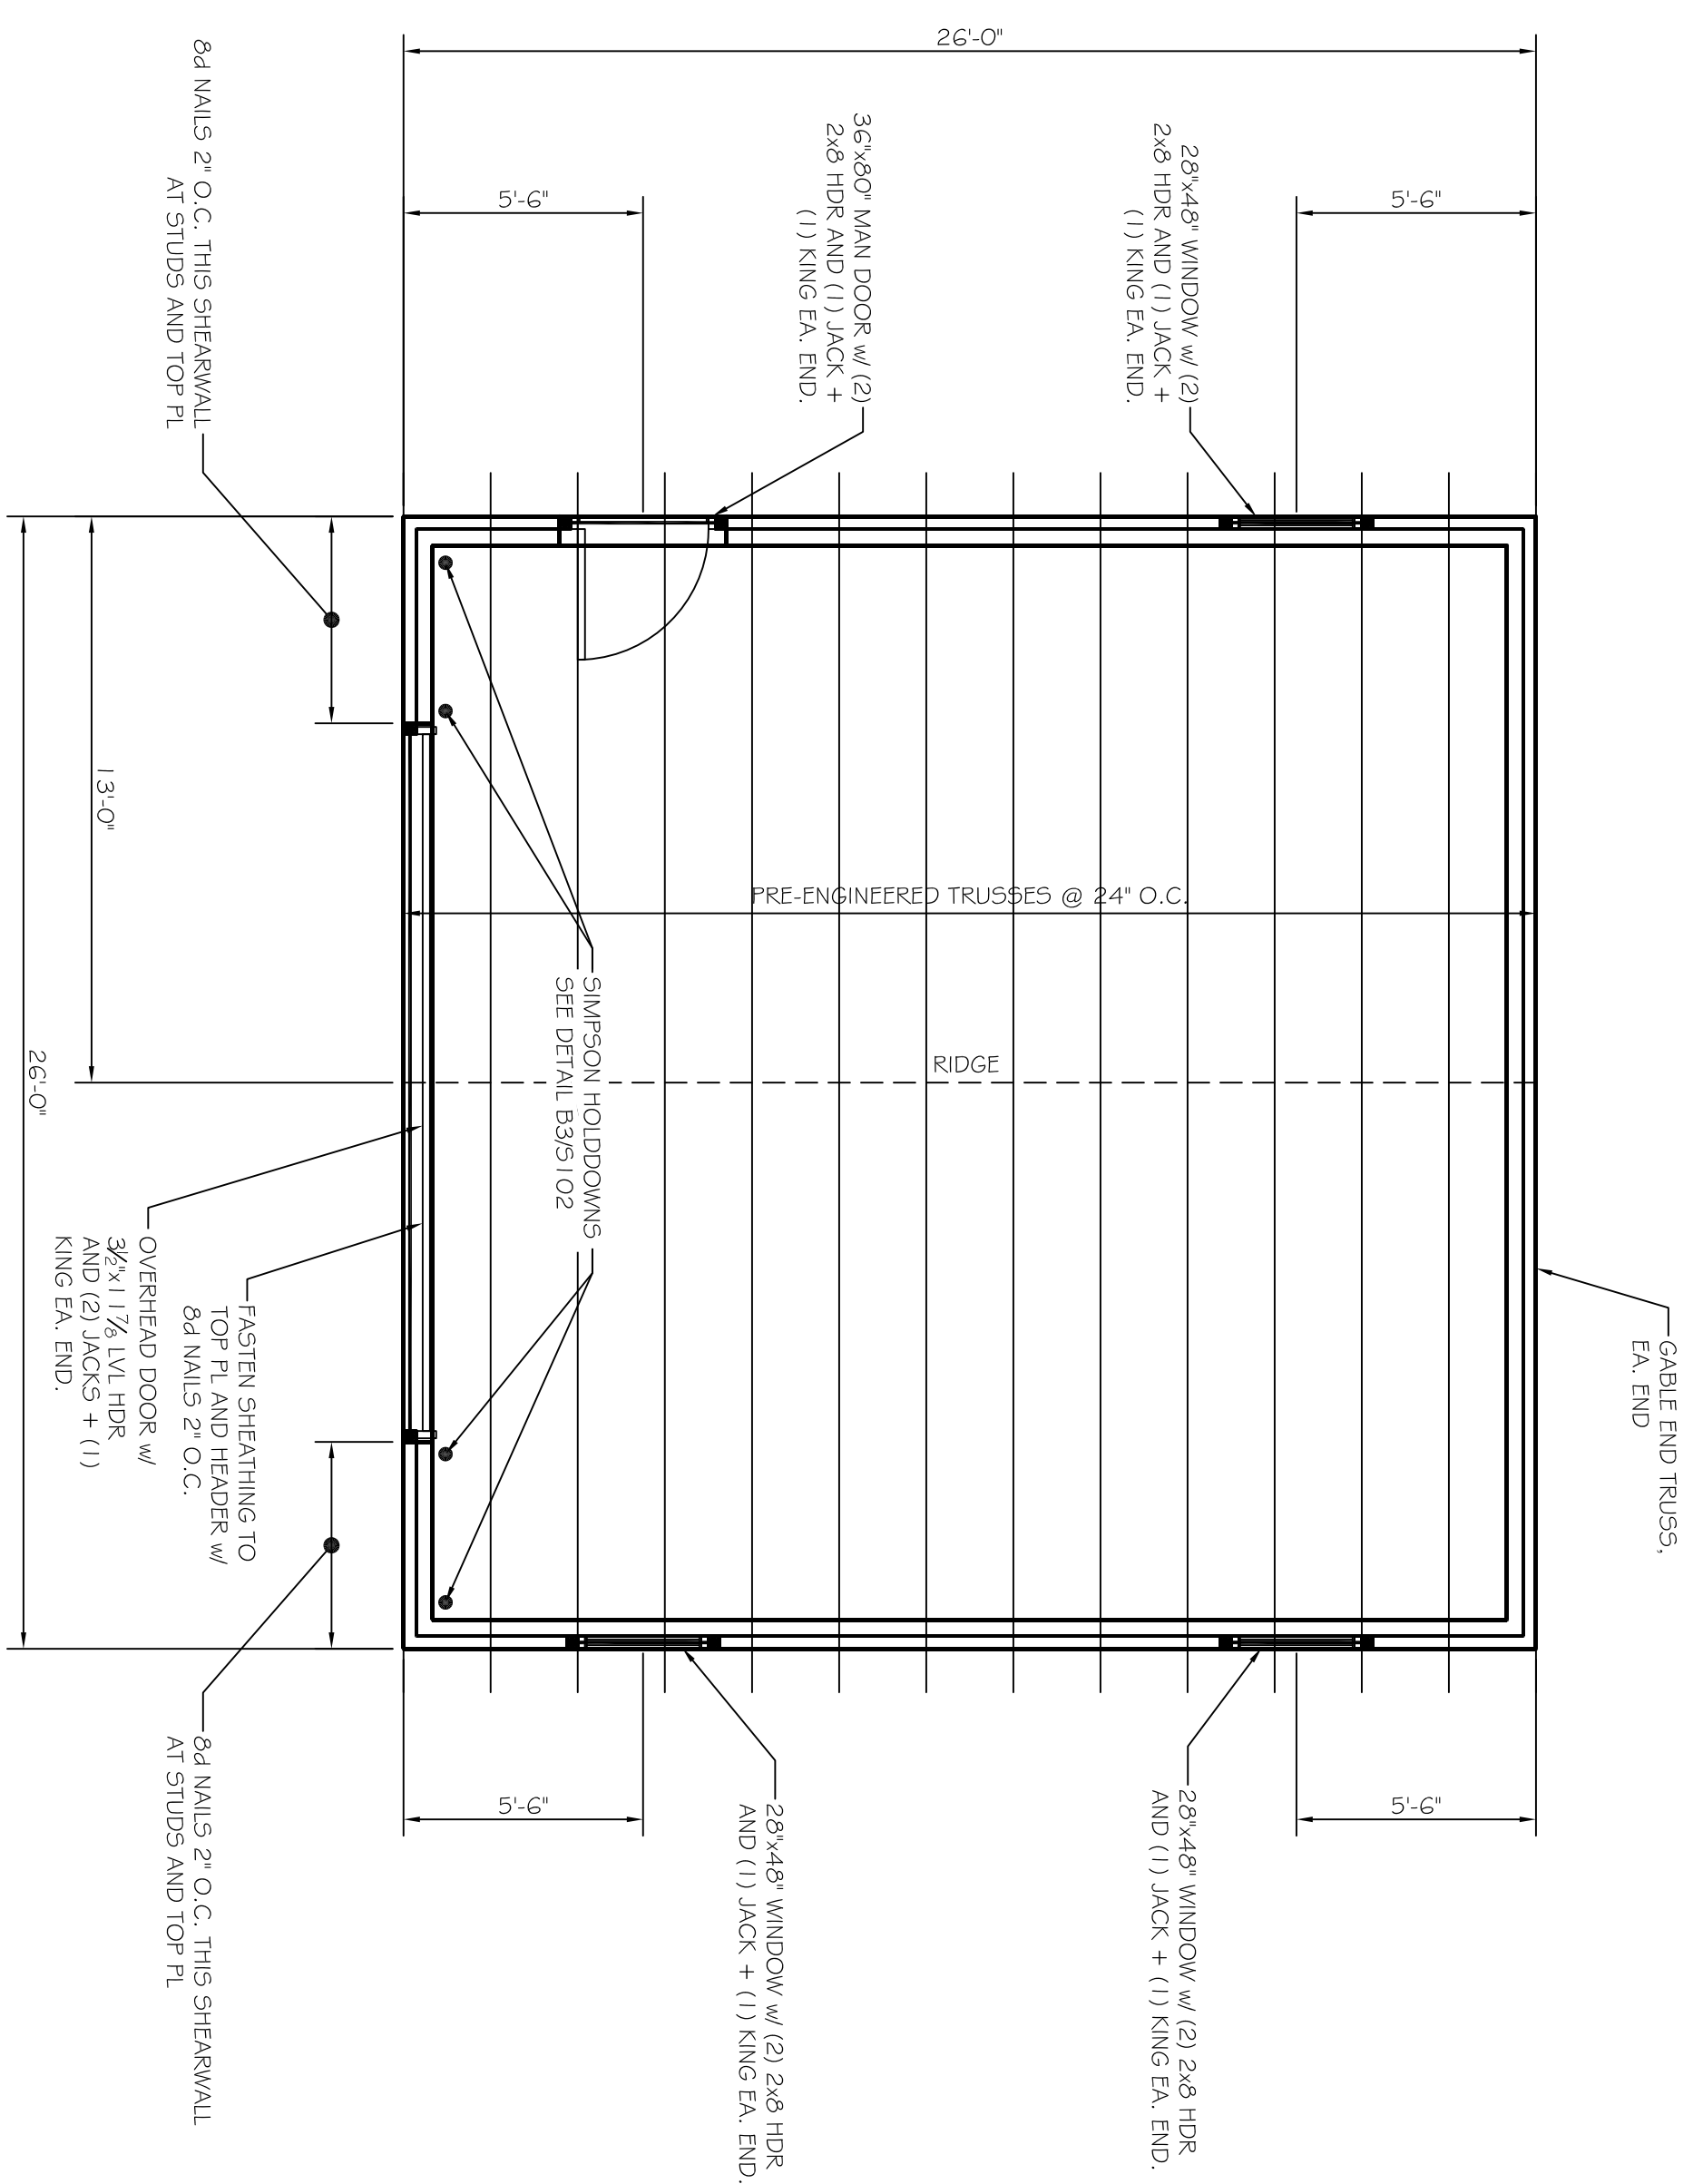 26'-0"
8d NAILS 2" O.C. THIS SHEARWALL
AT STUDS AND TOP PL
5'-6"
36"x80" MAN DOOR w/ (2)
2x8 HDR AND (1) JACK +
(1) KING EA. END.
28"x48" WINDOW w/ (2)
2x8 HDR AND (1) JACK +
(1) KING EA. END.
5'-6"
13'-0"
26'-0"
PRE-ENGINEERED TRUSSES @ 24" O.C.
RIDGE
SIMPSON HOLDDOWNS
SEE DETAIL B3/S102
GABLE END TRUSS,
EA. END
FASTEN SHEATHING TO
TOP PL AND HEADER w/
8d NAILS 2" O.C.
OVERHEAD DOOR w/
3½"x11⅞ LVL HDR
AND (2) JACKS + (1)
KING EA. END.
8d NAILS 2" O.C. THIS SHEARWALL
AT STUDS AND TOP PL
5'-6"
28"x48" WINDOW w/ (2) 2x8 HDR
AND (1) JACK + (1) KING EA. END.
28"x48" WINDOW w/ (2) 2x8 HDR
AND (1) JACK + (1) KING EA. END.
5'-6"